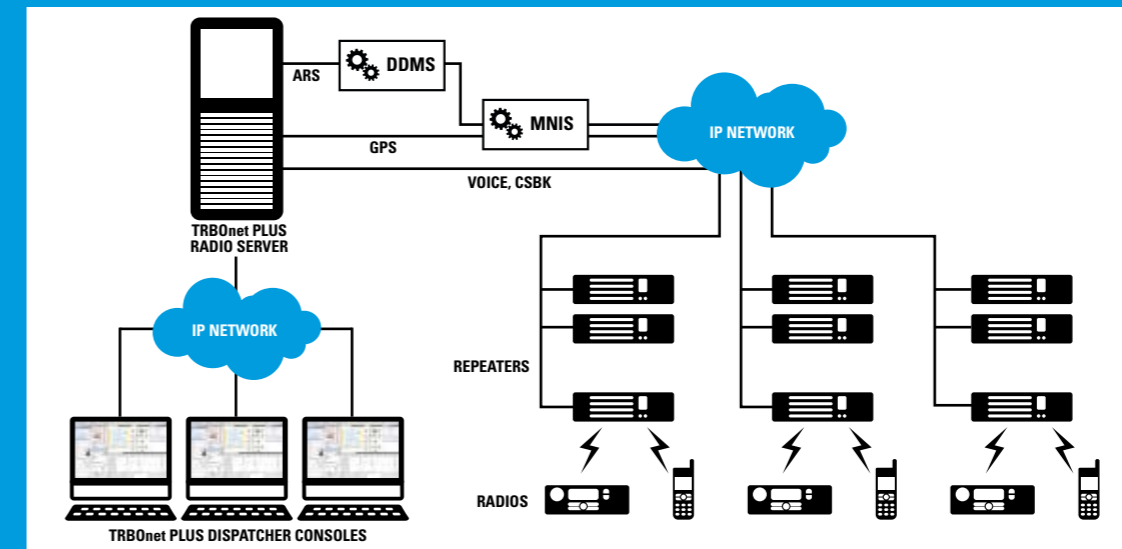 ARS
DDMS
MNIS
IP NETWORK
GPS
VOICE, CSBK
TRBOnet PLUS
RADIO SERVER
IP NETWORK
REPEATERS
RADIOS
TRBOnet PLUS DISPATCHER CONSOLES